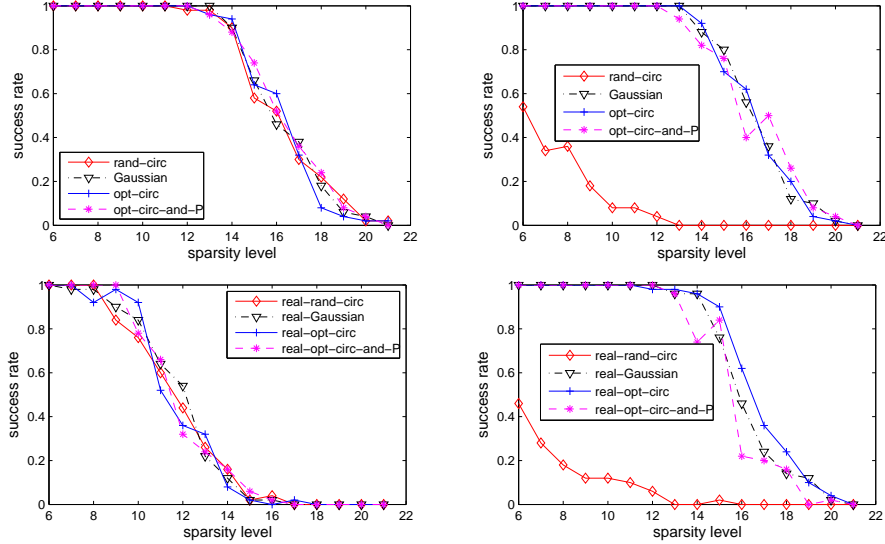 1
0.8
0.6
0.4
0.2
0
6 8 10 12 14 16 18 20 22
sparsity level
success rate
rand−circ
Gaussian
opt−circ
opt−circ−and−P
1
0.8
0.6
0.4
0.2
0
6 8 10 12 14 16 18 20 22
sparsity level
success rate
rand−circ
Gaussian
opt−circ
opt−circ−and−P
1
0.8
0.6
0.4
0.2
0
6 8 10 12 14 16 18 20 22
sparsity level
success rate
real−rand−circ
real−Gaussian
real−opt−circ
real−opt−circ−and−P
1
0.8
0.6
0.4
0.2
0
6 8 10 12 14 16 18 20 22
sparsity level
success rate
real−rand−circ
real−Gaussian
real−opt−circ
real−opt−circ−and−P